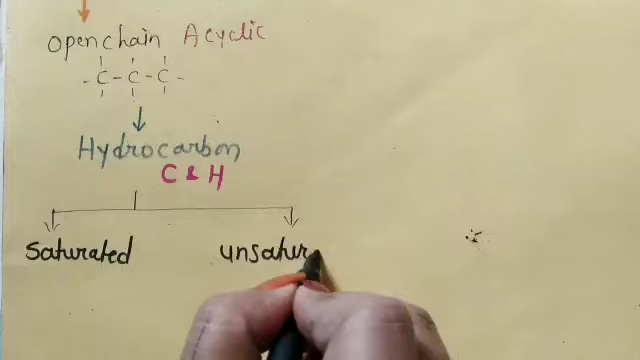 openchain Acyclic
- C - C - C -
Hydrocarbon
C & H
saturated unsatur